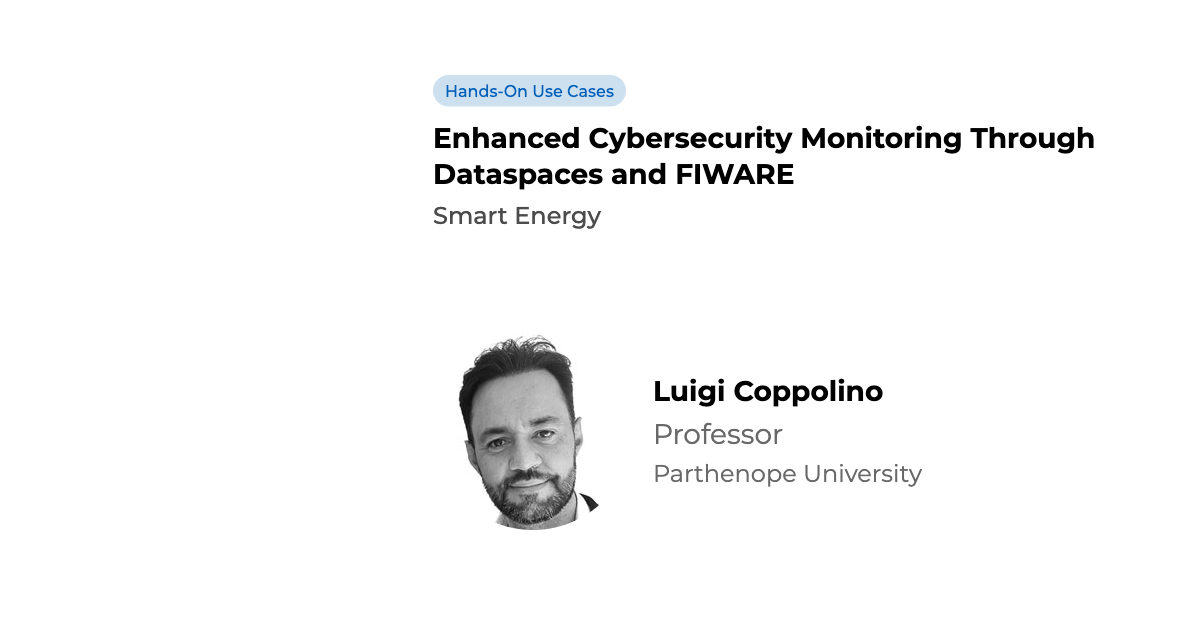 Hands-On Use Cases
Enhanced Cybersecurity Monitoring Through
Dataspaces and FIWARE
Smart Energy
Luigi Coppolino
Professor
Parthenope University